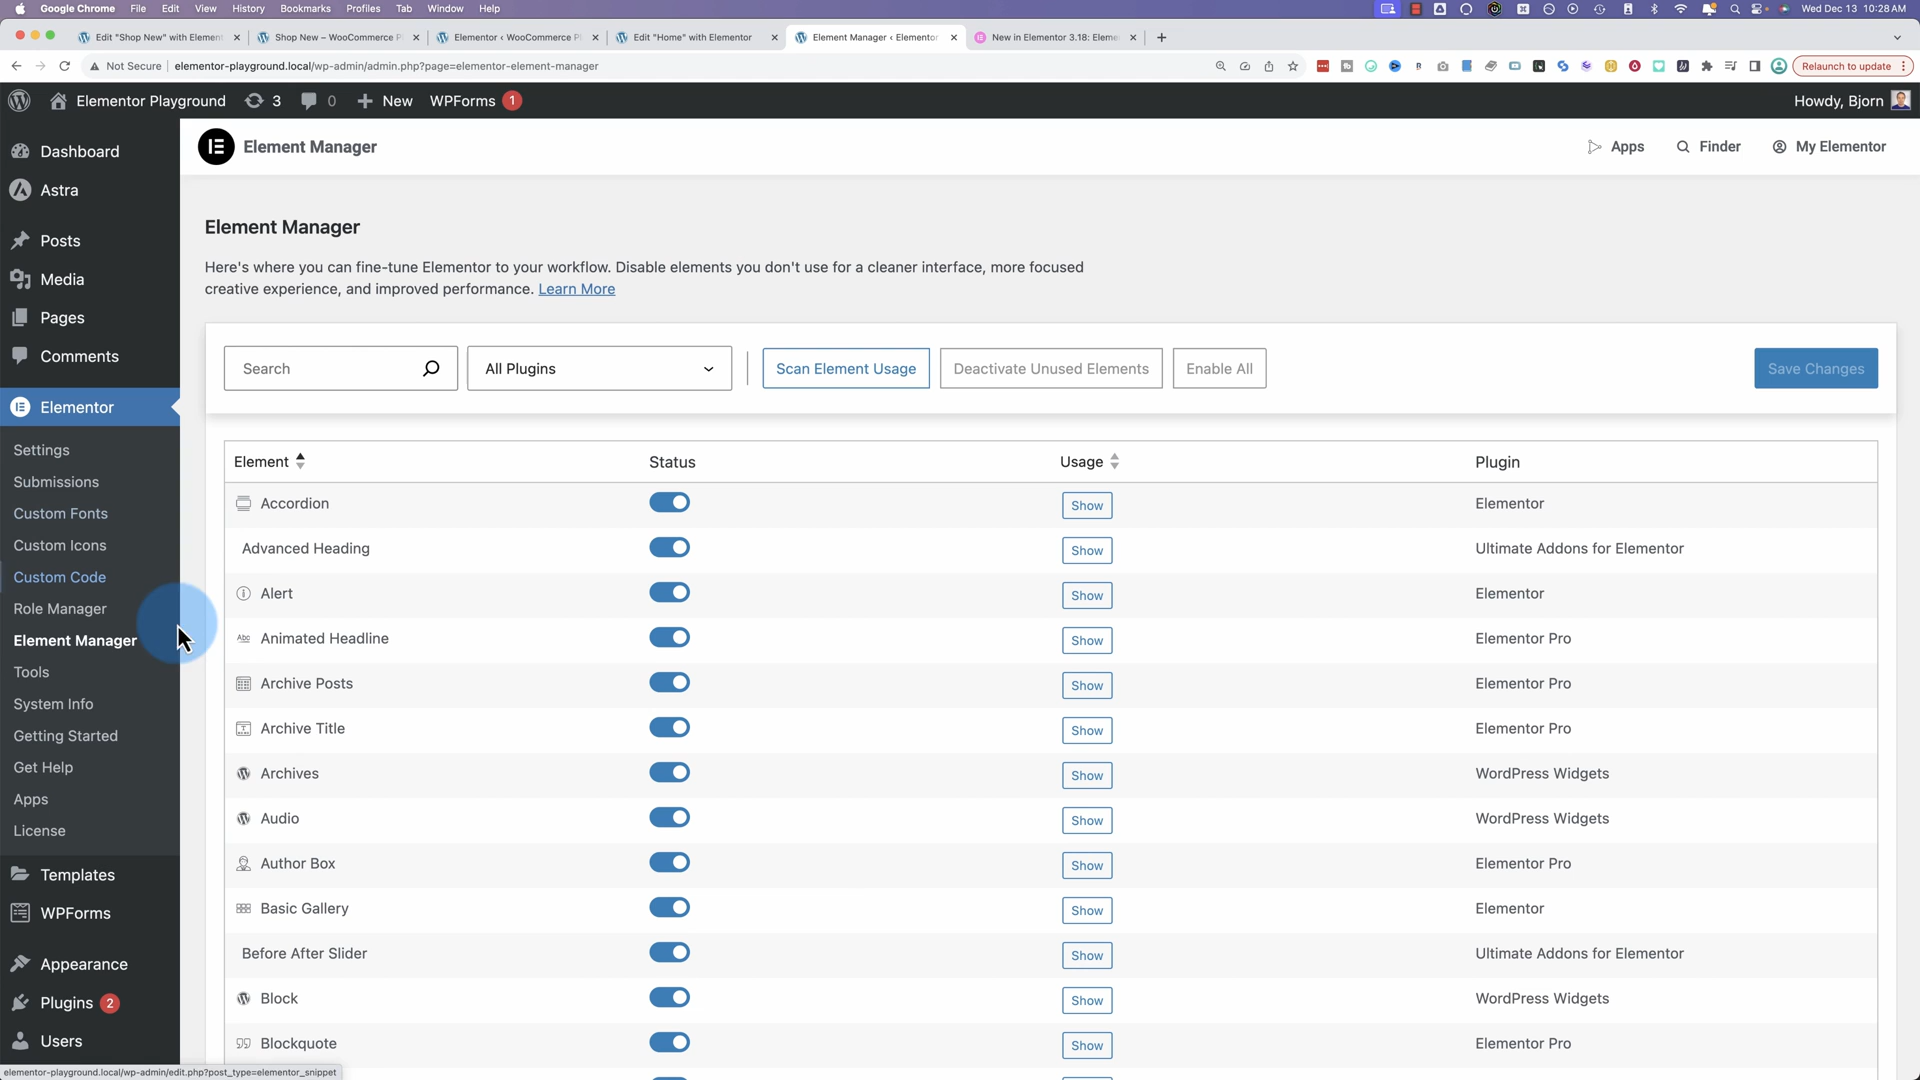 Google Chrome File Edit View History Bookmarks Profiles Tab Window Help
Wed Dec 13 10:28 AM
Edit "Shop New" with Element
Shop New – WooCommerce P
Elementor ‹ WooCommerce P
Edit "Home" with Elementor
Element Manager ‹ Elementor
New in Elementor 3.18: Eleme
Not Secure elementor-playground.local/wp-admin/admin.php?page=elementor-element-manager
Relaunch to update
Elementor Playground 3 0 New WPForms 1
Howdy, Bjorn
Dashboard
Astra
Posts
Media
Pages
Comments
Elementor
Settings
Submissions
Custom Fonts
Custom Icons
Custom Code
Role Manager
Element Manager
Tools
System Info
Getting Started
Get Help
Apps
License
Templates
WPForms
Appearance
Plugins 2
Users
elementor-playground.local/wp-admin/edit.php?post_type=elementor_snippet
Element Manager
Apps Finder My Elementor
Element Manager
Here's where you can fine-tune Elementor to your workflow. Disable elements you don't use for a cleaner interface, more focused
creative experience, and improved performance. Learn More
Search All Plugins Scan Element Usage Deactivate Unused Elements Enable All Save Changes
Element Status Usage Plugin
Accordion Show Elementor
Advanced Heading Show Ultimate Addons for Elementor
Alert Show Elementor
Abc Animated Headline Show Elementor Pro
Archive Posts Show Elementor Pro
Archive Title Show Elementor Pro
Archives Show WordPress Widgets
Audio Show WordPress Widgets
Author Box Show Elementor Pro
Basic Gallery Show Elementor
Before After Slider Show Ultimate Addons for Elementor
Block Show WordPress Widgets
Blockquote Show Elementor Pro